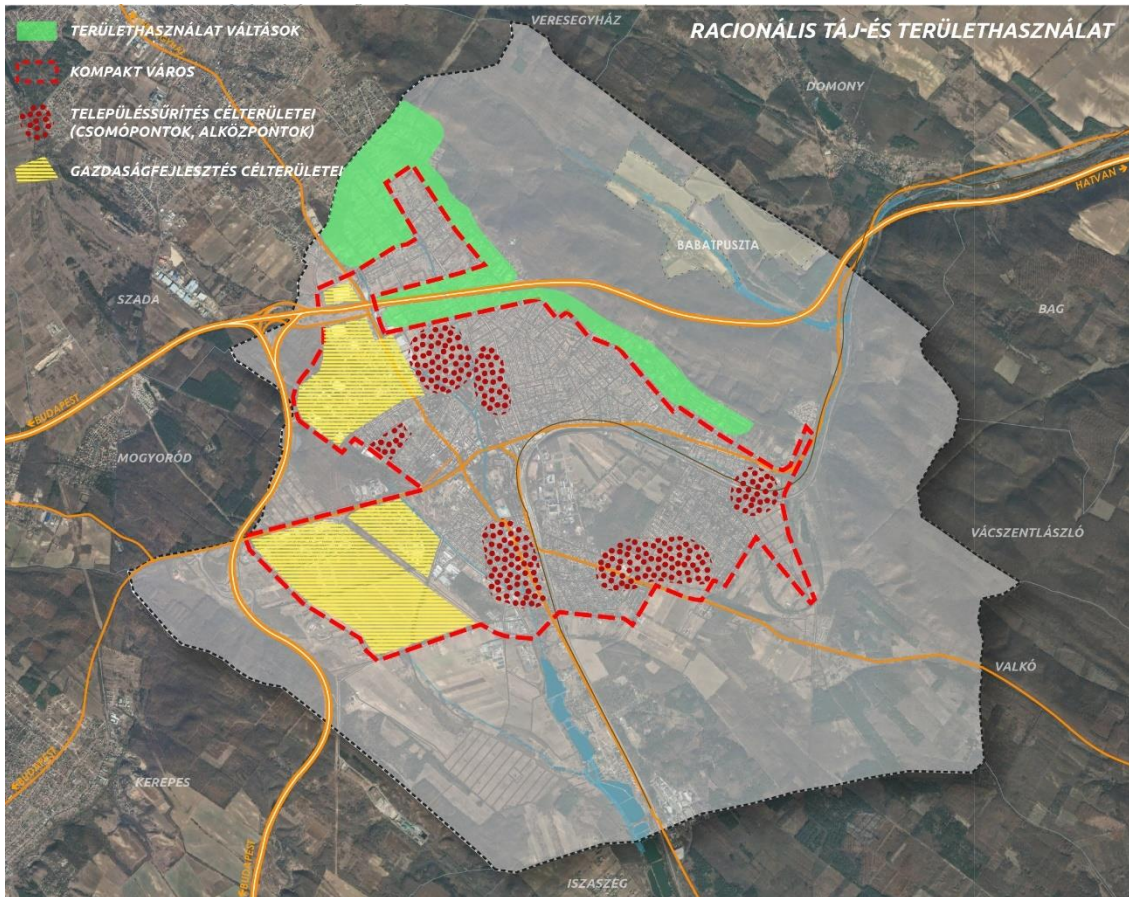 VERESEGYHÁZ
TERÜLETHASZNÁLAT VÁLTÁSOK
RACIONÁLIS TÁJ-ÉS TERÜLETHASZNÁLAT
KOMPAKT VÁROS
DOMONY
TELEPÜLÉSSŰRÍTÉS CÉLTERÜLETEI
(CSOMÓPONTOK, ALKÖZPONTOK)
GAZDASÁGFEJLESZTÉS CÉLTERÜLETEI
HATVAN →
BABATPUSZTA
SZADA
BAG
← BUDAPEST
MOGYORÓD
VÁCSZENTLÁSZLÓ
VALKÓ
← BUDAPEST
KEREPES
← BUDAPEST
ISZASZEG